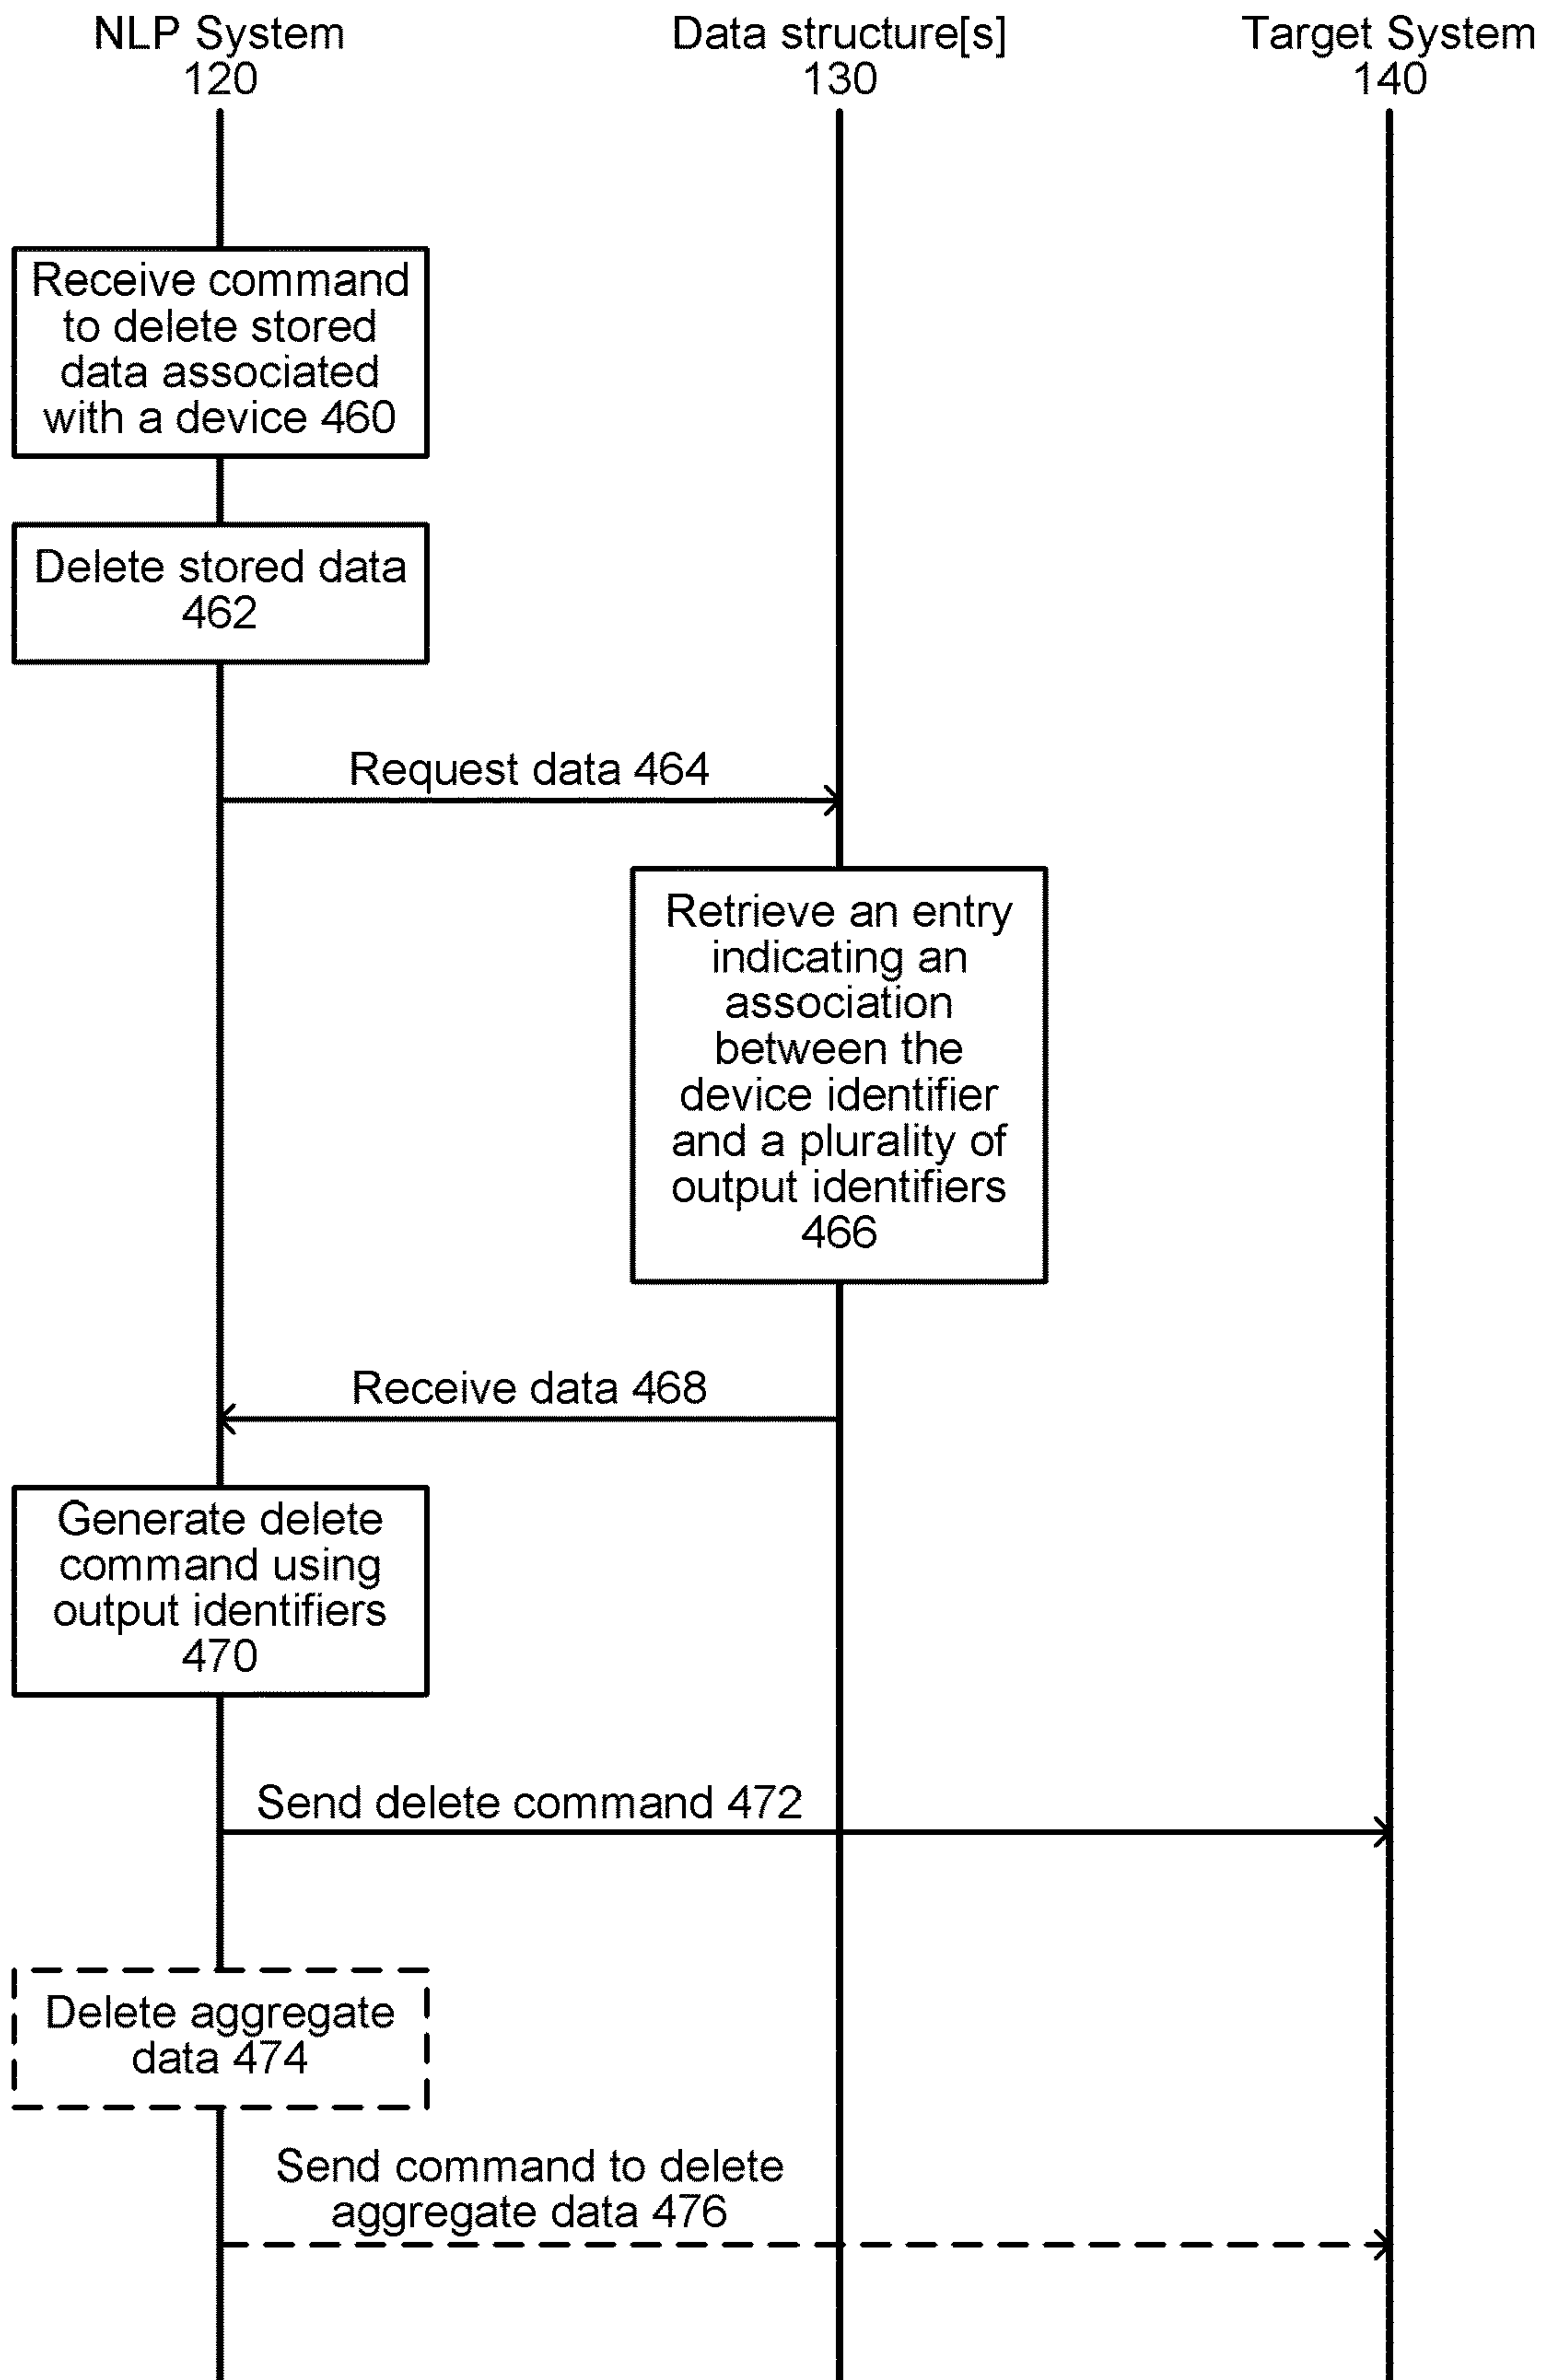 NLP System
120
Data structure[s]
130
Target System
140
Receive command
to delete stored
data associated
with a device 460
Delete stored data
462
Request data 464
Retrieve an entry
indicating an
association
between the
device identifier
and a plurality of
output identifiers
466
Receive data 468
Generate delete
command using
output identifiers
470
Send delete command 472
Delete aggregate
data 474
Send command to delete
aggregate data 476